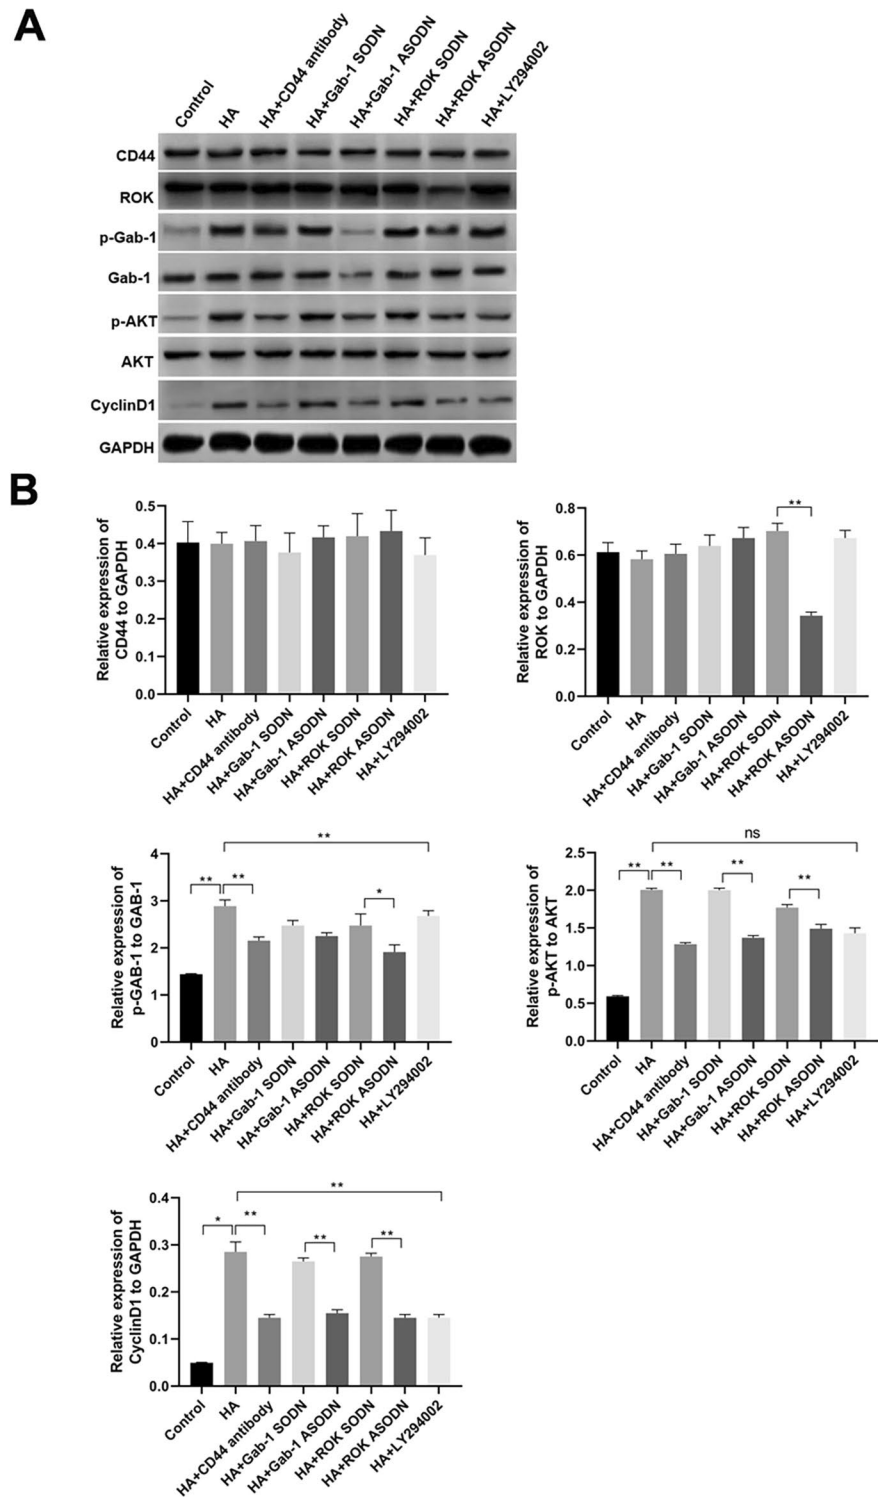 A
Control
HA
HA+CD44 antibody
HA+Gab-1 SODN
HA+Gab-1 ASODN
HA+ROK SODN
HA+ROK ASODN
HA+LY294002
CD44
ROK
p-Gab-1
Gab-1
p-AKT
AKT
CyclinD1
GAPDH
B
Relative expression of
CD44 to GAPDH
0.5
0.4
0.3
0.2
0.1
0.0
Control
HA
HA+CD44 antibody
HA+Gab-1 SODN
HA+Gab-1 ASODN
HA+ROK SODN
HA+ROK ASODN
HA+LY294002
Relative expression of
ROK to GAPDH
0.8
0.6
0.4
0.2
0.0
**
Control
HA
HA+CD44 antibody
HA+Gab-1 SODN
HA+Gab-1 ASODN
HA+ROK SODN
HA+ROK ASODN
HA+LY294002
Relative expression of
p-GAB-1 to GAB-1
4
3
2
1
0
**
** ** *
Control
HA
HA+CD44 antibody
HA+Gab-1 SODN
HA+Gab-1 ASODN
HA+ROK SODN
HA+ROK ASODN
HA+LY294002
Relative expression of
p-AKT to AKT
2.5
2.0
1.5
1.0
0.5
0.0
ns
** ** ** **
Control
HA
HA+CD44 antibody
HA+Gab-1 SODN
HA+Gab-1 ASODN
HA+ROK SODN
HA+ROK ASODN
HA+LY294002
Relative expression of
CyclinD1 to GAPDH
0.4
0.3
0.2
0.1
0.0
**
* ** ** **
Control
HA
HA+CD44 antibody
HA+Gab-1 SODN
HA+Gab-1 ASODN
HA+ROK SODN
HA+ROK ASODN
HA+LY294002